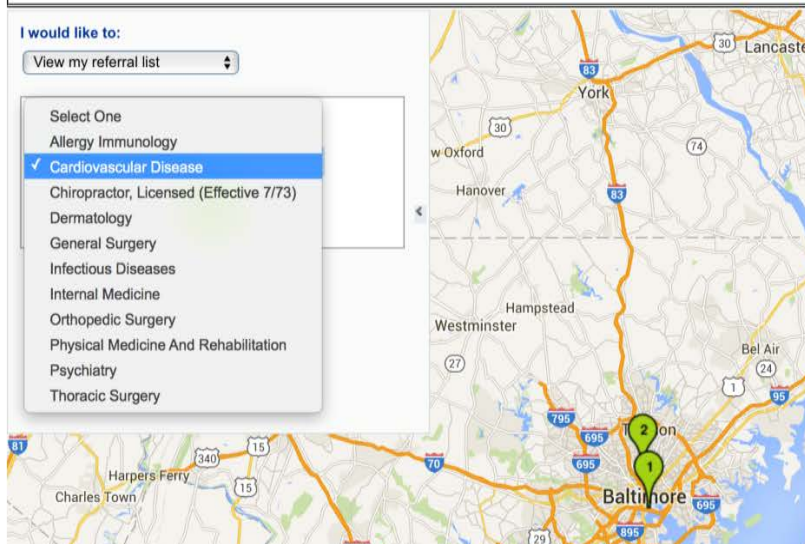 I would like to:
View my referral list
Select One
Allergy Immunology
Cardiovascular Disease
Chiropractor, Licensed (Effective 7/73)
Dermatology
General Surgery
Infectious Diseases
Internal Medicine
Orthopedic Surgery
Physical Medicine And Rehabilitation
Psychiatry
Thoracic Surgery
30
Lancaste
83
York
30
w Oxford
74
Hanover
83
Hampstead
Westminster
27
Bel Air
24
1
95
795
695
2
T
on
81
15
340
70
695
1
Harpers Ferry
15
Charles Town
Baltimore
695
29
895